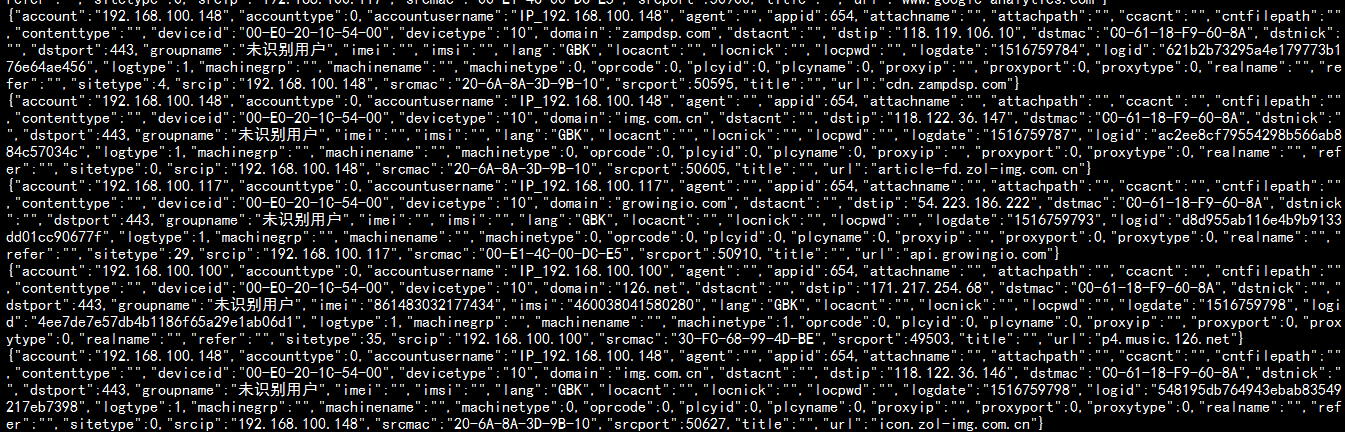 ","srcip":"192.168.100.117","srcmac":"00-E1-4C-00-DC-E5","srcport":50906,"title":"","url":"www.google-analytics.com"}
{"account":"192.168.100.148","accounttype":0,"accountusername":"IP_192.168.100.148","agent":"","appid":654,"attachname":"","attachpath":"","ccacnt":"","cntfilepath":"
","contenttype":"","deviceid":"00-E0-20-1C-54-00","devicetype":"10","domain":"zampdsp.com","dstacnt":"","dstip":"118.119.106.10","dstmac":"C0-61-18-F9-60-8A","dstnick":
"","dstport":443,"groupname":"未识别用户","imei":"","imsi":"","lang":"GBK","locacnt":"","locnick":"","locpwd":"","logdate":"1516759784","logid":"621b2b73295a4e179773b1
76e64ae456","logtype":1,"machinegrp":"","machinename":"","machinetype":0,"oprcode":0,"plcyid":0,"plcyname":0,"proxyip":"","proxyport":0,"proxytype":0,"realname":"","re
fer":"","sitetype":4,"srcip":"192.168.100.148","srcmac":"20-6A-8A-3D-9B-10","srcport":50595,"title":"","url":"cdn.zampdsp.com"}
{"account":"192.168.100.148","accounttype":0,"accountusername":"IP_192.168.100.148","agent":"","appid":654,"attachname":"","attachpath":"","ccacnt":"","cntfilepath":"
","contenttype":"","deviceid":"00-E0-20-1C-54-00","devicetype":"10","domain":"img.com.cn","dstacnt":"","dstip":"118.122.36.147","dstmac":"C0-61-18-F9-60-8A","dstnick":"
","dstport":443,"groupname":"未识别用户","imei":"","imsi":"","lang":"GBK","locacnt":"","locnick":"","locpwd":"","logdate":"1516759787","logid":"ac2ee8cf79554298b566ab8
84c57034c","logtype":1,"machinegrp":"","machinename":"","machinetype":0,"oprcode":0,"plcyid":0,"plcyname":0,"proxyip":"","proxyport":0,"proxytype":0,"realname":"","ref
er":"","sitetype":0,"srcip":"192.168.100.148","srcmac":"20-6A-8A-3D-9B-10","srcport":50605,"title":"","url":"article-fd.zol-img.com.cn"}
{"account":"192.168.100.117","accounttype":0,"accountusername":"IP_192.168.100.117","agent":"","appid":654,"attachname":"","attachpath":"","ccacnt":"","cntfilepath":"
","contenttype":"","deviceid":"00-E0-20-1C-54-00","devicetype":"10","domain":"growingio.com","dstacnt":"","dstip":"54.223.186.222","dstmac":"C0-61-18-F9-60-8A","dstnick
":"","dstport":443,"groupname":"未识别用户","imei":"","imsi":"","lang":"GBK","locacnt":"","locnick":"","locpwd":"","logdate":"1516759793","logid":"d8d955ab116e4b9b9133
dd01cc90677f","logtype":1,"machinegrp":"","machinename":"","machinetype":0,"oprcode":0,"plcyid":0,"plcyname":0,"proxyip":"","proxyport":0,"proxytype":0,"realname":"","
refer":"","sitetype":29,"srcip":"192.168.100.117","srcmac":"00-E1-4C-00-DC-E5","srcport":50910,"title":"","url":"api.growingio.com"}
{"account":"192.168.100.100","accounttype":0,"accountusername":"IP_192.168.100.100","agent":"","appid":654,"attachname":"","attachpath":"","ccacnt":"","cntfilepath":"
","contenttype":"","deviceid":"00-E0-20-1C-54-00","devicetype":"10","domain":"126.net","dstacnt":"","dstip":"171.217.254.68","dstmac":"C0-61-18-F9-60-8A","dstnick":"","
dstport":443,"groupname":"未识别用户","imei":"861483032177434","imsi":"460038041580280","lang":"GBK","locacnt":"","locnick":"","locpwd":"","logdate":"1516759798","logi
d":"4ee7de7e57db4b1186f65a29e1ab06d1","logtype":1,"machinegrp":"","machinename":"","machinetype":1,"oprcode":0,"plcyid":0,"plcyname":0,"proxyip":"","proxyport":0,"prox
ytype":0,"realname":"","refer":"","sitetype":35,"srcip":"192.168.100.100","srcmac":"30-FC-68-99-4D-BE","srcport":49503,"title":"","url":"p4.music.126.net"}
{"account":"192.168.100.148","accounttype":0,"accountusername":"IP_192.168.100.148","agent":"","appid":654,"attachname":"","attachpath":"","ccacnt":"","cntfilepath":"
","contenttype":"","deviceid":"00-E0-20-1C-54-00","devicetype":"10","domain":"img.com.cn","dstacnt":"","dstip":"118.122.36.146","dstmac":"C0-61-18-F9-60-8A","dstnick":"
","dstport":443,"groupname":"未识别用户","imei":"","imsi":"","lang":"GBK","locacnt":"","locnick":"","locpwd":"","logdate":"1516759798","logid":"548195db764943ebab83549
217eb7398","logtype":1,"machinegrp":"","machinename":"","machinetype":0,"oprcode":0,"plcyid":0,"plcyname":0,"proxyip":"","proxyport":0,"proxytype":0,"realname":"","ref
er":"","sitetype":0,"srcip":"192.168.100.148","srcmac":"20-6A-8A-3D-9B-10","srcport":50627,"title":"","url":"icon.zol-img.com.cn"}